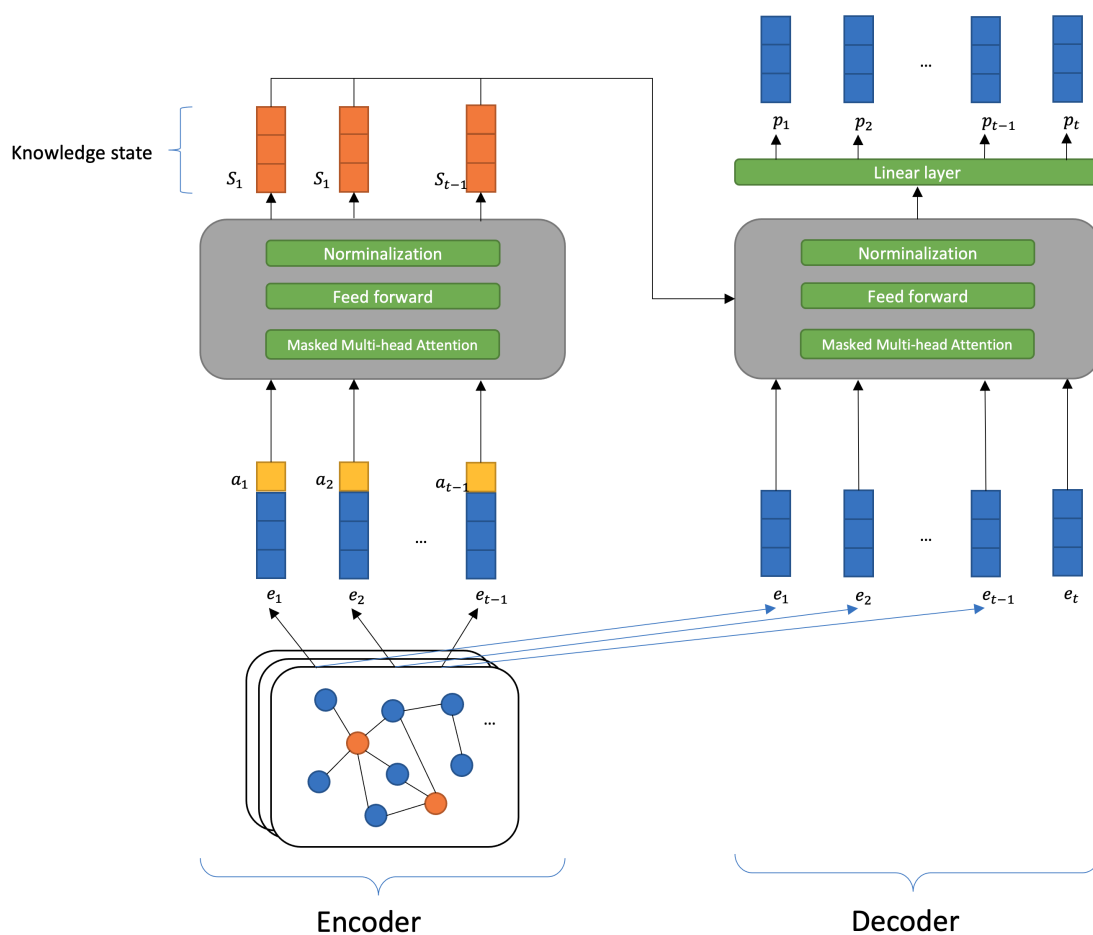 p₁ p₂ ... pₜ₋₁ pₜ
Linear layer
Knowledge state
S₁ S₁ Sₜ₋₁
Norminalization
Feed forward
Masked Multi-head Attention
Norminalization
Feed forward
Masked Multi-head Attention
a₁ a₂ aₜ₋₁
...
e₁ e₂ eₜ₋₁
...
e₁ e₂ eₜ₋₁ eₜ
...
Encoder
Decoder